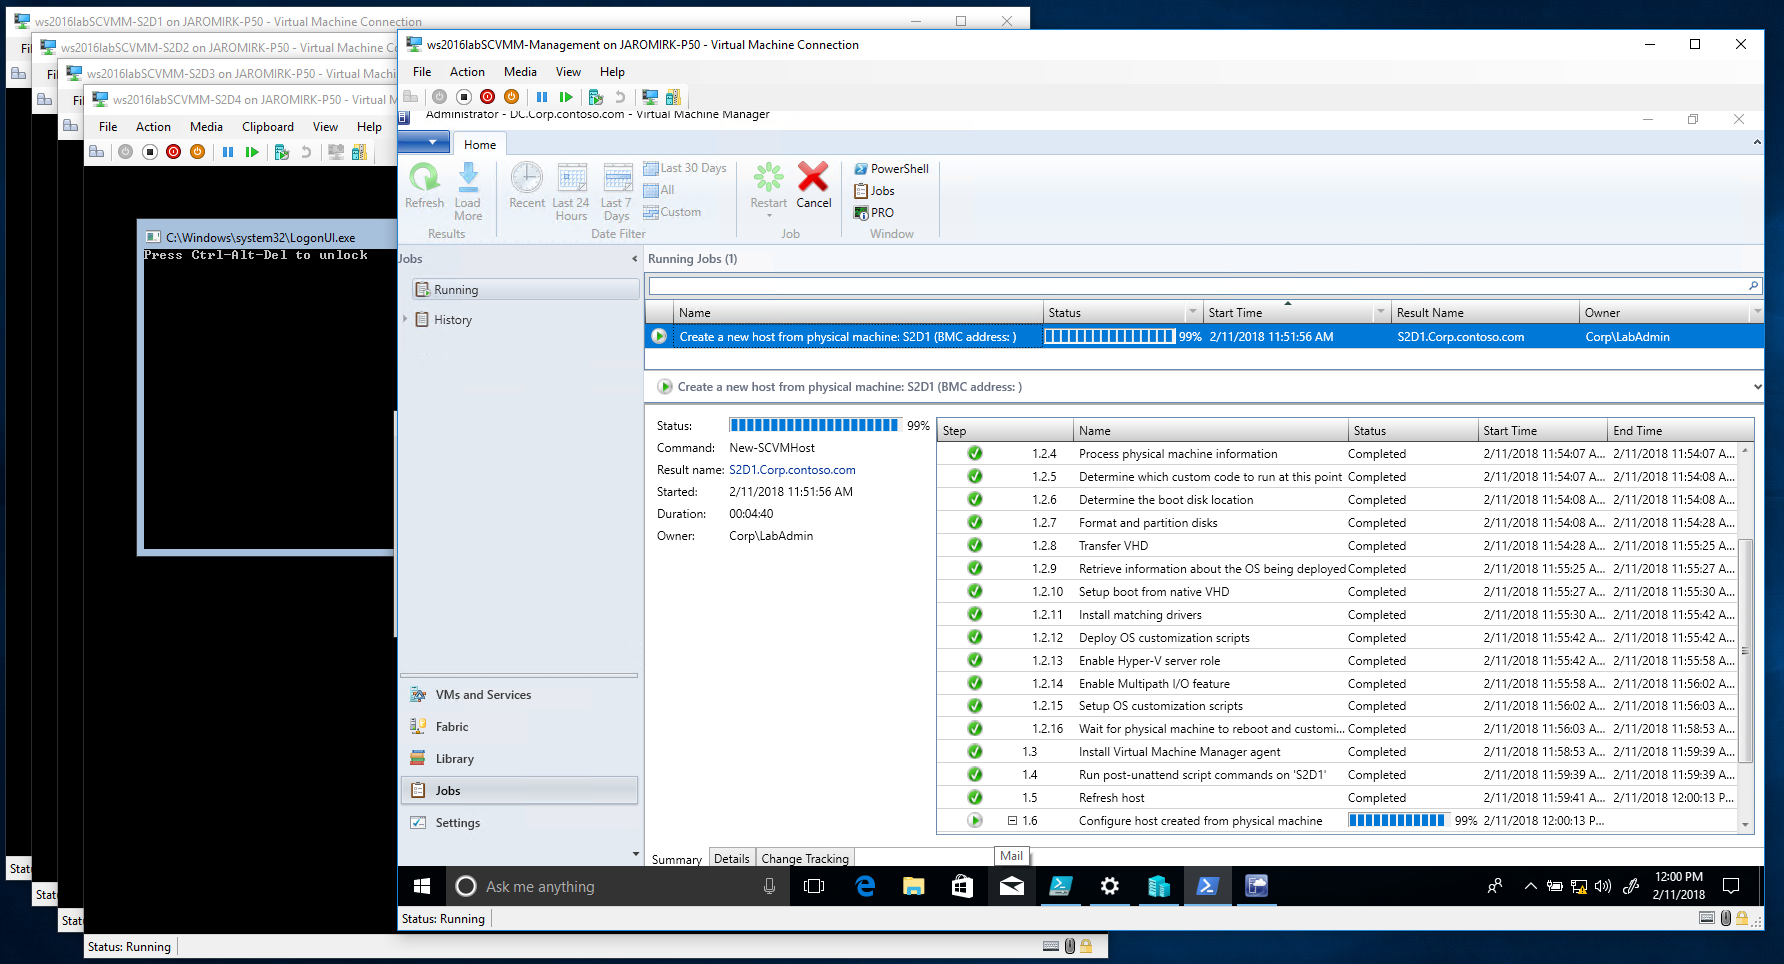 ws2016labSCVMM-S2D1 on JAROMIRK-P50 - Virtual Machine Connection
ws2016labSCVMM-S2D2 on JAROMIRK-P50 - Virtual Machine Co
ws2016labSCVMM-S2D3 on JAROMIRK-P50 - Virtual Machi
ws2016labSCVMM-S2D4 on JAROMIRK-P50 - Virtual M
Fi
Fi
Fi
File Action Media Clipboard View Help
C:\Windows\system32\LogonUI.exe
Press Ctrl-Alt-Del to unlock
Statu
Statu
Statu
Status: Running
ws2016labSCVMM-Management on JAROMIRK-P50 - Virtual Machine Connection
File Action Media View Help
Administrator - DC.Corp.contoso.com - Virtual Machine Manager
Home
Refresh
Load More
Results
Recent
Last 24 Hours
Last 7 Days
Last 30 Days
All
Custom
Date Filter
Restart
Cancel
Job
PowerShell
Jobs
PRO
Window
Jobs
Running
History
VMs and Services
Fabric
Library
Jobs
Settings
Running Jobs (1)
Name Status Start Time Result Name Owner
Create a new host from physical machine: S2D1 (BMC address: ) 99% 2/11/2018 11:51:56 AM S2D1.Corp.contoso.com Corp\LabAdmin
Create a new host from physical machine: S2D1 (BMC address: )
Status: 99%
Command: New-SCVMHost
Result name: S2D1.Corp.contoso.com
Started: 2/11/2018 11:51:56 AM
Duration: 00:04:40
Owner: Corp\LabAdmin
Step Name Status Start Time End Time
1.2.4 Process physical machine information Completed 2/11/2018 11:54:07 A... 2/11/2018 11:54:07 A...
1.2.5 Determine which custom code to run at this point Completed 2/11/2018 11:54:07 A... 2/11/2018 11:54:08 A...
1.2.6 Determine the boot disk location Completed 2/11/2018 11:54:08 A... 2/11/2018 11:54:08 A...
1.2.7 Format and partition disks Completed 2/11/2018 11:54:08 A... 2/11/2018 11:54:28 A...
1.2.8 Transfer VHD Completed 2/11/2018 11:54:28 A... 2/11/2018 11:55:25 A...
1.2.9 Retrieve information about the OS being deployed Completed 2/11/2018 11:55:25 A... 2/11/2018 11:55:27 A...
1.2.10 Setup boot from native VHD Completed 2/11/2018 11:55:27 A... 2/11/2018 11:55:30 A...
1.2.11 Install matching drivers Completed 2/11/2018 11:55:30 A... 2/11/2018 11:55:42 A...
1.2.12 Deploy OS customization scripts Completed 2/11/2018 11:55:42 A... 2/11/2018 11:55:42 A...
1.2.13 Enable Hyper-V server role Completed 2/11/2018 11:55:42 A... 2/11/2018 11:55:58 A...
1.2.14 Enable Multipath I/O feature Completed 2/11/2018 11:55:58 A... 2/11/2018 11:56:02 A...
1.2.15 Setup OS customization scripts Completed 2/11/2018 11:56:02 A... 2/11/2018 11:56:03 A...
1.2.16 Wait for physical machine to reboot and customi... Completed 2/11/2018 11:56:03 A... 2/11/2018 11:58:53 A...
1.3 Install Virtual Machine Manager agent Completed 2/11/2018 11:58:53 A... 2/11/2018 11:59:39 A...
1.4 Run post-unattend script commands on 'S2D1' Completed 2/11/2018 11:59:39 A... 2/11/2018 11:59:39 A...
1.5 Refresh host Completed 2/11/2018 11:59:41 A... 2/11/2018 12:00:13 P...
1.6 Configure host created from physical machine 99% 2/11/2018 12:00:13 P...
Summary Details Change Tracking
Mail
Ask me anything
12:00 PM
2/11/2018
Status: Running